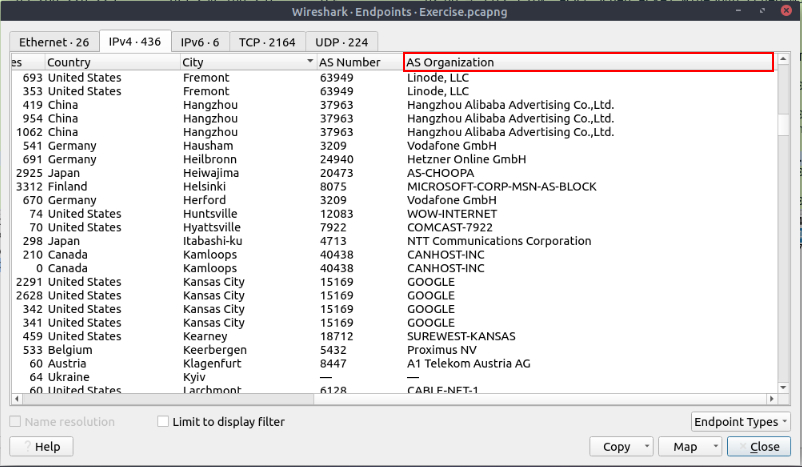 Wireshark · Endpoints · Exercise.pcapng
Ethernet · 26 IPv4 · 436 IPv6 · 6 TCP · 2164 UDP · 224
es Country City AS Number AS Organization
693 United States Fremont 63949 Linode, LLC
353 United States Fremont 63949 Linode, LLC
419 China Hangzhou 37963 Hangzhou Alibaba Advertising Co.,Ltd.
954 China Hangzhou 37963 Hangzhou Alibaba Advertising Co.,Ltd.
1062 China Hangzhou 37963 Hangzhou Alibaba Advertising Co.,Ltd.
541 Germany Hausham 3209 Vodafone GmbH
691 Germany Heilbronn 24940 Hetzner Online GmbH
2925 Japan Heiwajima 20473 AS-CHOOPA
3312 Finland Helsinki 8075 MICROSOFT-CORP-MSN-AS-BLOCK
670 Germany Herford 3209 Vodafone GmbH
74 United States Huntsville 12083 WOW-INTERNET
70 United States Hyattsville 7922 COMCAST-7922
298 Japan Itabashi-ku 4713 NTT Communications Corporation
210 Canada Kamloops 40438 CANHOST-INC
0 Canada Kamloops 40438 CANHOST-INC
2291 United States Kansas City 15169 GOOGLE
2628 United States Kansas City 15169 GOOGLE
342 United States Kansas City 15169 GOOGLE
341 United States Kansas City 15169 GOOGLE
459 United States Kearney 18712 SUREWEST-KANSAS
533 Belgium Keerbergen 5432 Proximus NV
60 Austria Klagenfurt 8447 A1 Telekom Austria AG
64 Ukraine Kyiv — —
60 United States Larchmont 6128 CABLE-NET-1
Name resolution Limit to display filter Endpoint Types
? Help Copy Map Close